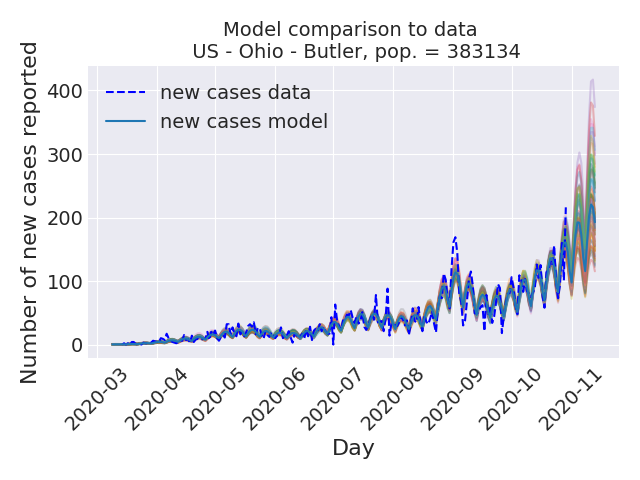 Model comparison to data
US - Ohio - Butler, pop. = 383134
Number of new cases reported
400
300
200
100
0
new cases data
new cases model
2020-03
2020-04
2020-05
2020-06
2020-07
2020-08
2020-09
2020-10
2020-11
Day